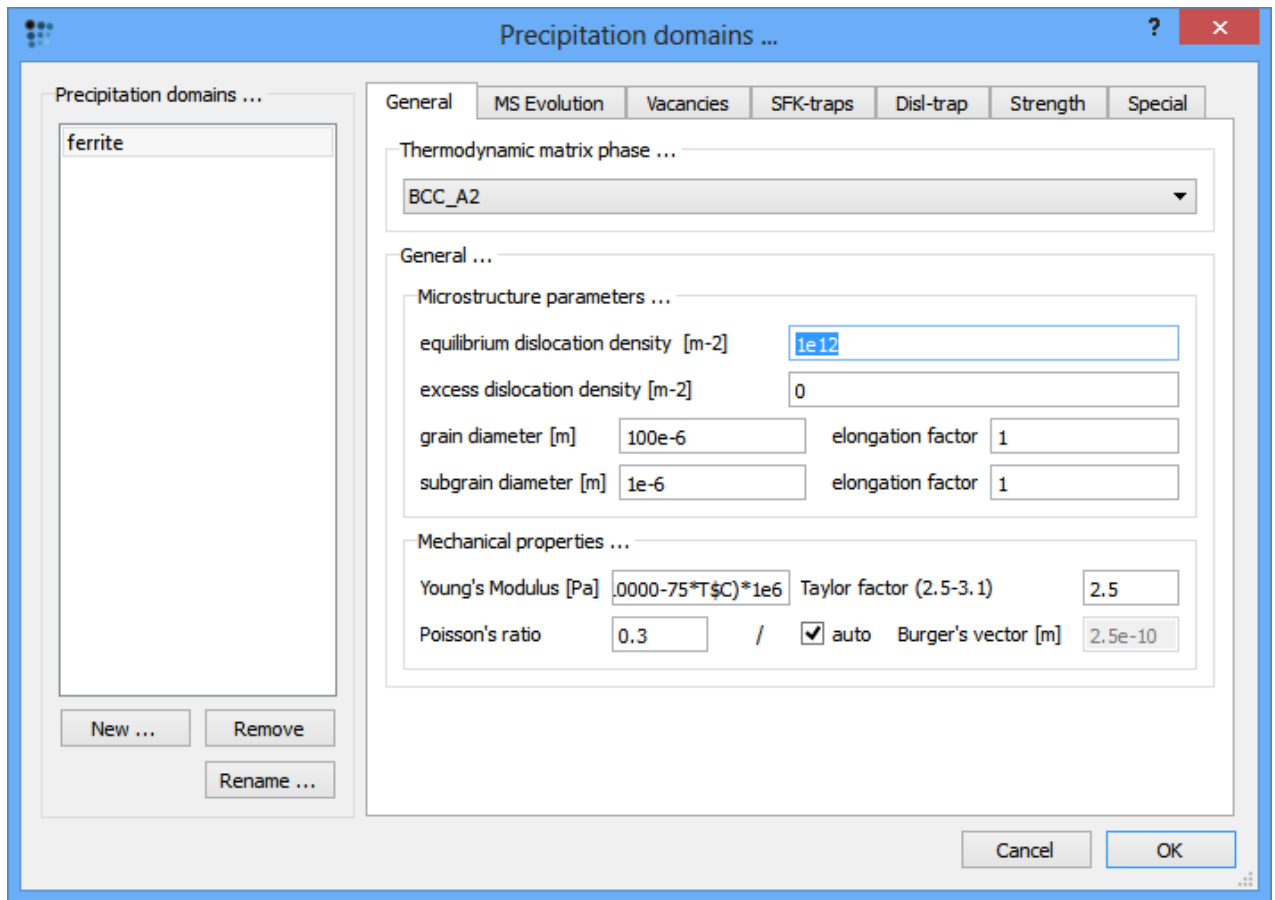 Precipitation domains ...
?
Precipitation domains ...
ferrite
New ...
Remove
Rename ...
General
MS Evolution
Vacancies
SFK-traps
Disl-trap
Strength
Special
Thermodynamic matrix phase ...
BCC_A2
General ...
Microstructure parameters ...
equilibrium dislocation density [m-2] 1e12
excess dislocation density [m-2] 0
grain diameter [m] 100e-6 elongation factor 1
subgrain diameter [m] 1e-6 elongation factor 1
Mechanical properties ...
Young's Modulus [Pa] .0000-75*T$C)*1e6 Taylor factor (2.5-3.1) 2.5
Poisson's ratio 0.3 / auto Burger's vector [m] 2.5e-10
Cancel
OK